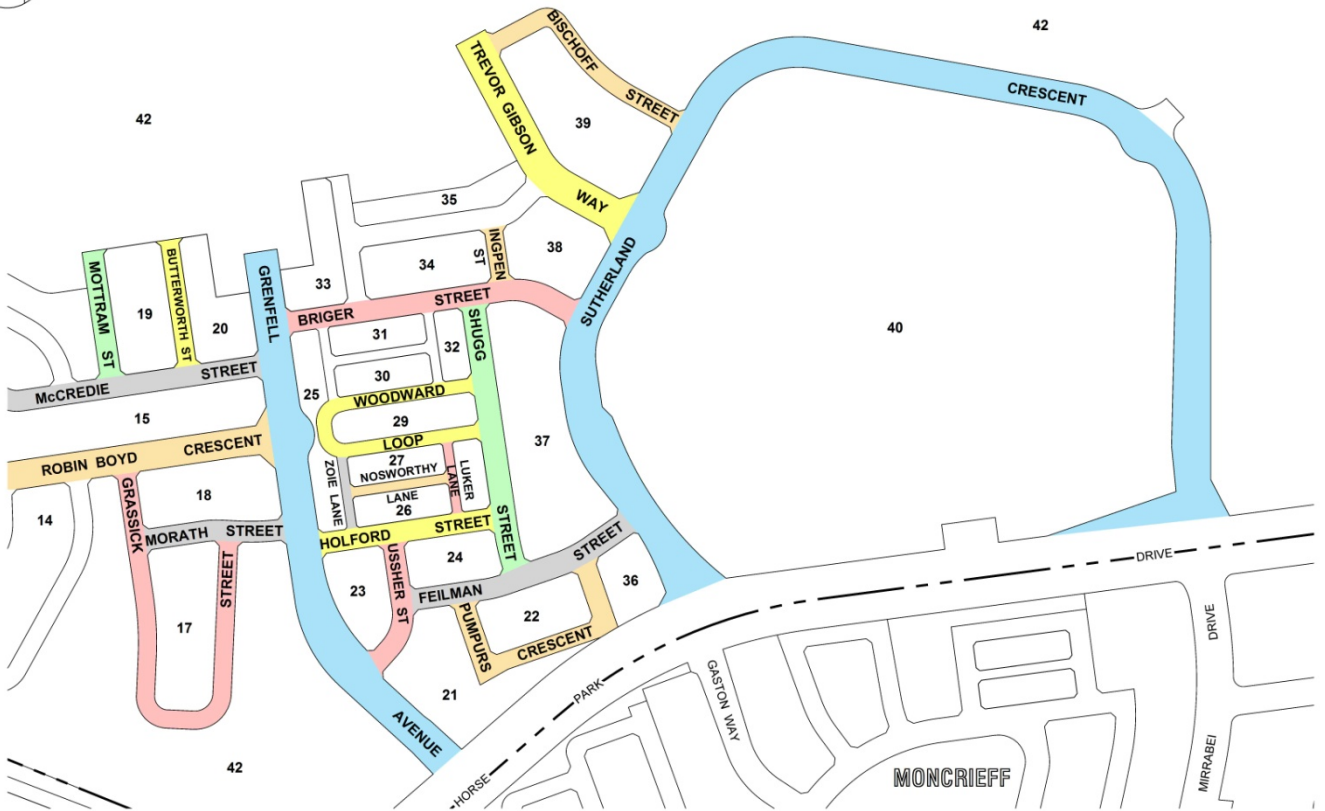 42
BISCHOFF
STREET
TREVOR GIBSON
WAY
39
42
CRESCENT
35
INGPEN
ST
34
38
33
SUTHERLAND
40
MOTTRAM ST
19
BUTTERWORTH ST
20
GRENFELL
BRIGER
STREET
31
32
SHUGG
30
McCREDIE
STREET
15
25
WOODWARD
29
LOOP
37
ROBIN BOYD
CRESCENT
27
NOSWORTHY
LANE
26
LUKER
LANE
ZOIE LANE
14
18
GRASSICK
MORATH STREET
HOLFORD
STREET
STREET
24
STREET
STREET
17
23
USSHER ST
FEILMAN
PUMPURS
22
CRESCENT
36
21
AVENUE
42
HORSE
PARK
DRIVE
GASTON WAY
DRIVE
MIRRABEI
MONCRIEFF